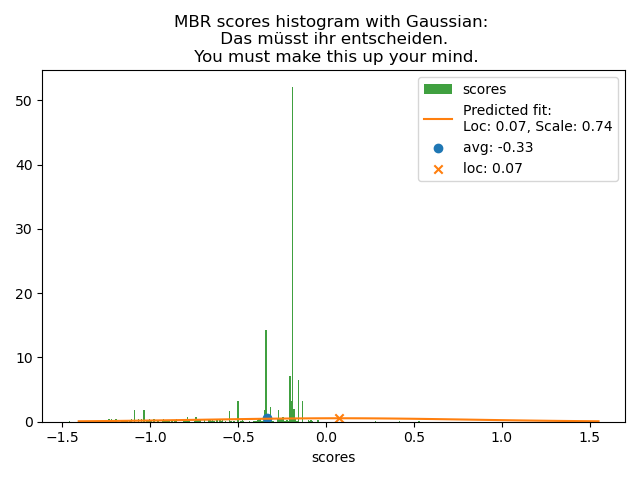 MBR scores histogram with Gaussian:
Das müsst ihr entscheiden.
You must make this up your mind.
scores
Predicted fit:
Loc: 0.07, Scale: 0.74
avg: -0.33
loc: 0.07
50
40
30
20
10
0
−1.5 −1.0 −0.5 0.0 0.5 1.0 1.5
scores